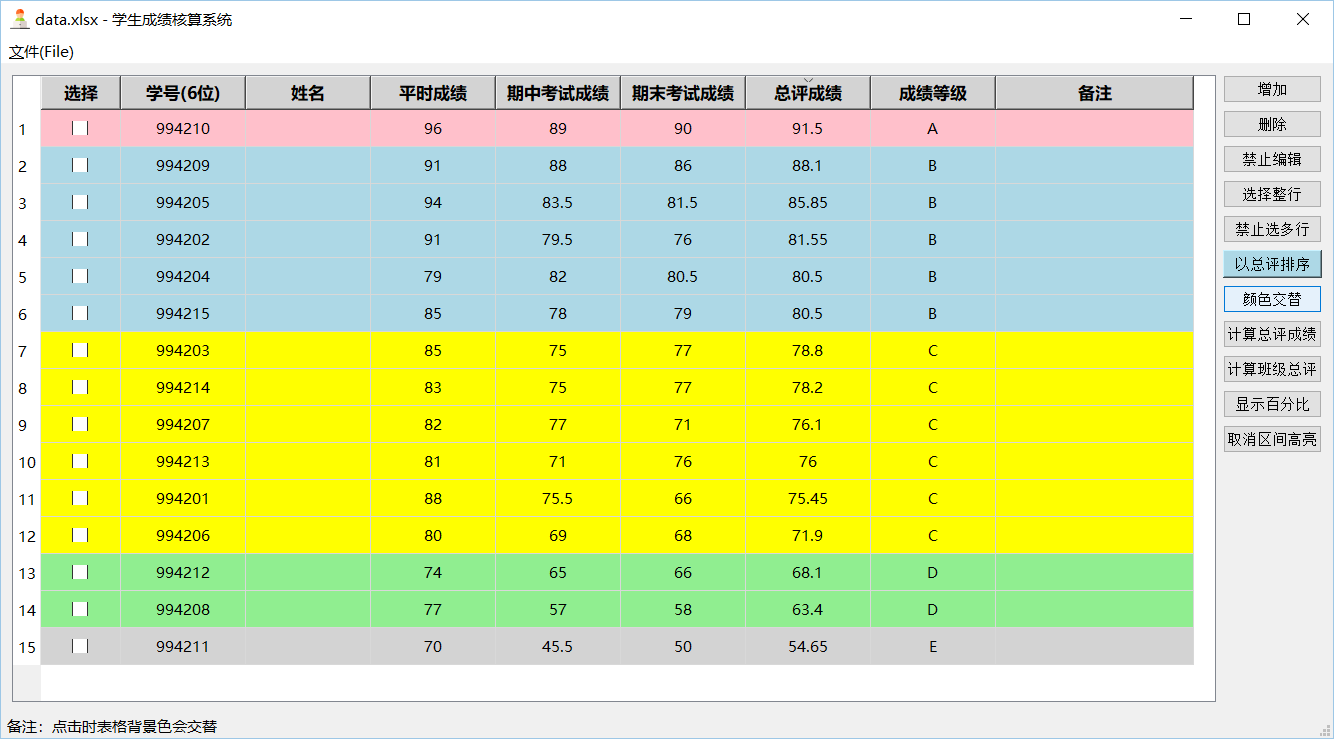 data.xlsx - 学生成绩核算系统
文件(File)
选择 学号(6位) 姓名 平时成绩 期中考试成绩 期末考试成绩 总评成绩 成绩等级 备注
1 994210 96 89 90 91.5 A
2 994209 91 88 86 88.1 B
3 994205 94 83.5 81.5 85.85 B
4 994202 91 79.5 76 81.55 B
5 994204 79 82 80.5 80.5 B
6 994215 85 78 79 80.5 B
7 994203 85 75 77 78.8 C
8 994214 83 75 77 78.2 C
9 994207 82 77 71 76.1 C
10 994213 81 71 76 76 C
11 994201 88 75.5 66 75.45 C
12 994206 80 69 68 71.9 C
13 994212 74 65 66 68.1 D
14 994208 77 57 58 63.4 D
15 994211 70 45.5 50 54.65 E
增加
删除
禁止编辑
选择整行
禁止选多行
以总评排序
颜色交替
计算总评成绩
计算班级总评
显示百分比
取消区间高亮
备注：点击时表格背景色会交替